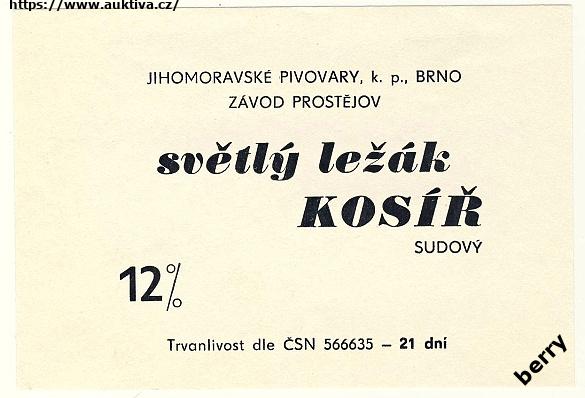 https://www.auktiva.cz/
JIHOMORAVSKÉ PIVOVARY, k. p., BRNO
ZÁVOD PROSTĚJOV
světlý ležák
KOSÍŘ
SUDOVÝ
12%
Trvanlivost dle ČSN 566635 – 21 dní
berry